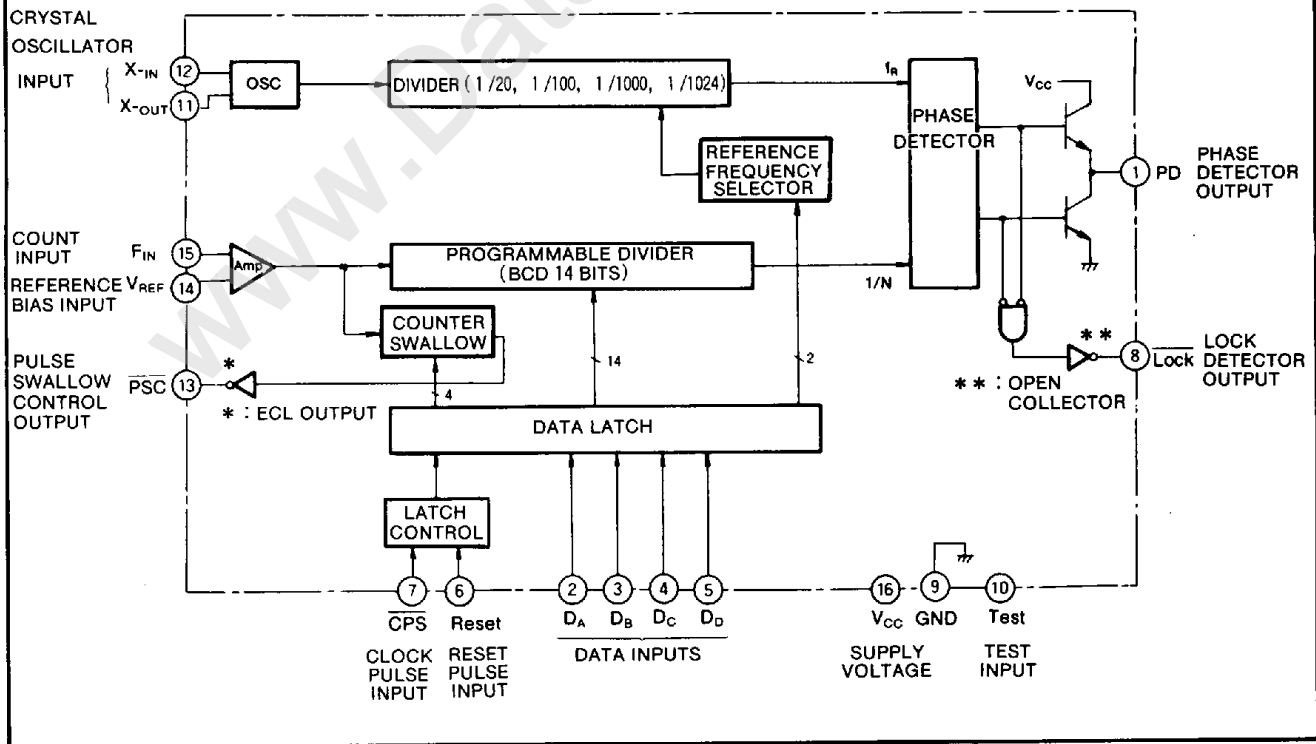 CRYSTAL
OSCILLATOR
INPUT
X-IN
12
X-OUT
11
OSC
DIVIDER (1/20, 1/100, 1/1000, 1/1024)
fR
PHASE
DETECTOR
VCC
1
PD
PHASE
DETECTOR
OUTPUT
REFERENCE
FREQUENCY
SELECTOR
COUNT
INPUT
FIN
15
REFERENCE
BIAS INPUT
VREF
14
Amp
PROGRAMMABLE DIVIDER
(BCD 14 BITS)
1/N
COUNTER
SWALLOW
PULSE
SWALLOW
CONTROL
OUTPUT
PSC
13
*
* : ECL OUTPUT
4
14
2
**
8
Lock
LOCK
DETECTOR
OUTPUT
** : OPEN
COLLECTOR
DATA LATCH
LATCH
CONTROL
7
6
2
3
4
5
16
9
10
CPS
Reset
DA
DB
DC
DD
VCC
GND
Test
CLOCK
PULSE
INPUT
RESET
PULSE
INPUT
DATA INPUTS
SUPPLY
VOLTAGE
TEST
INPUT
www.Dat